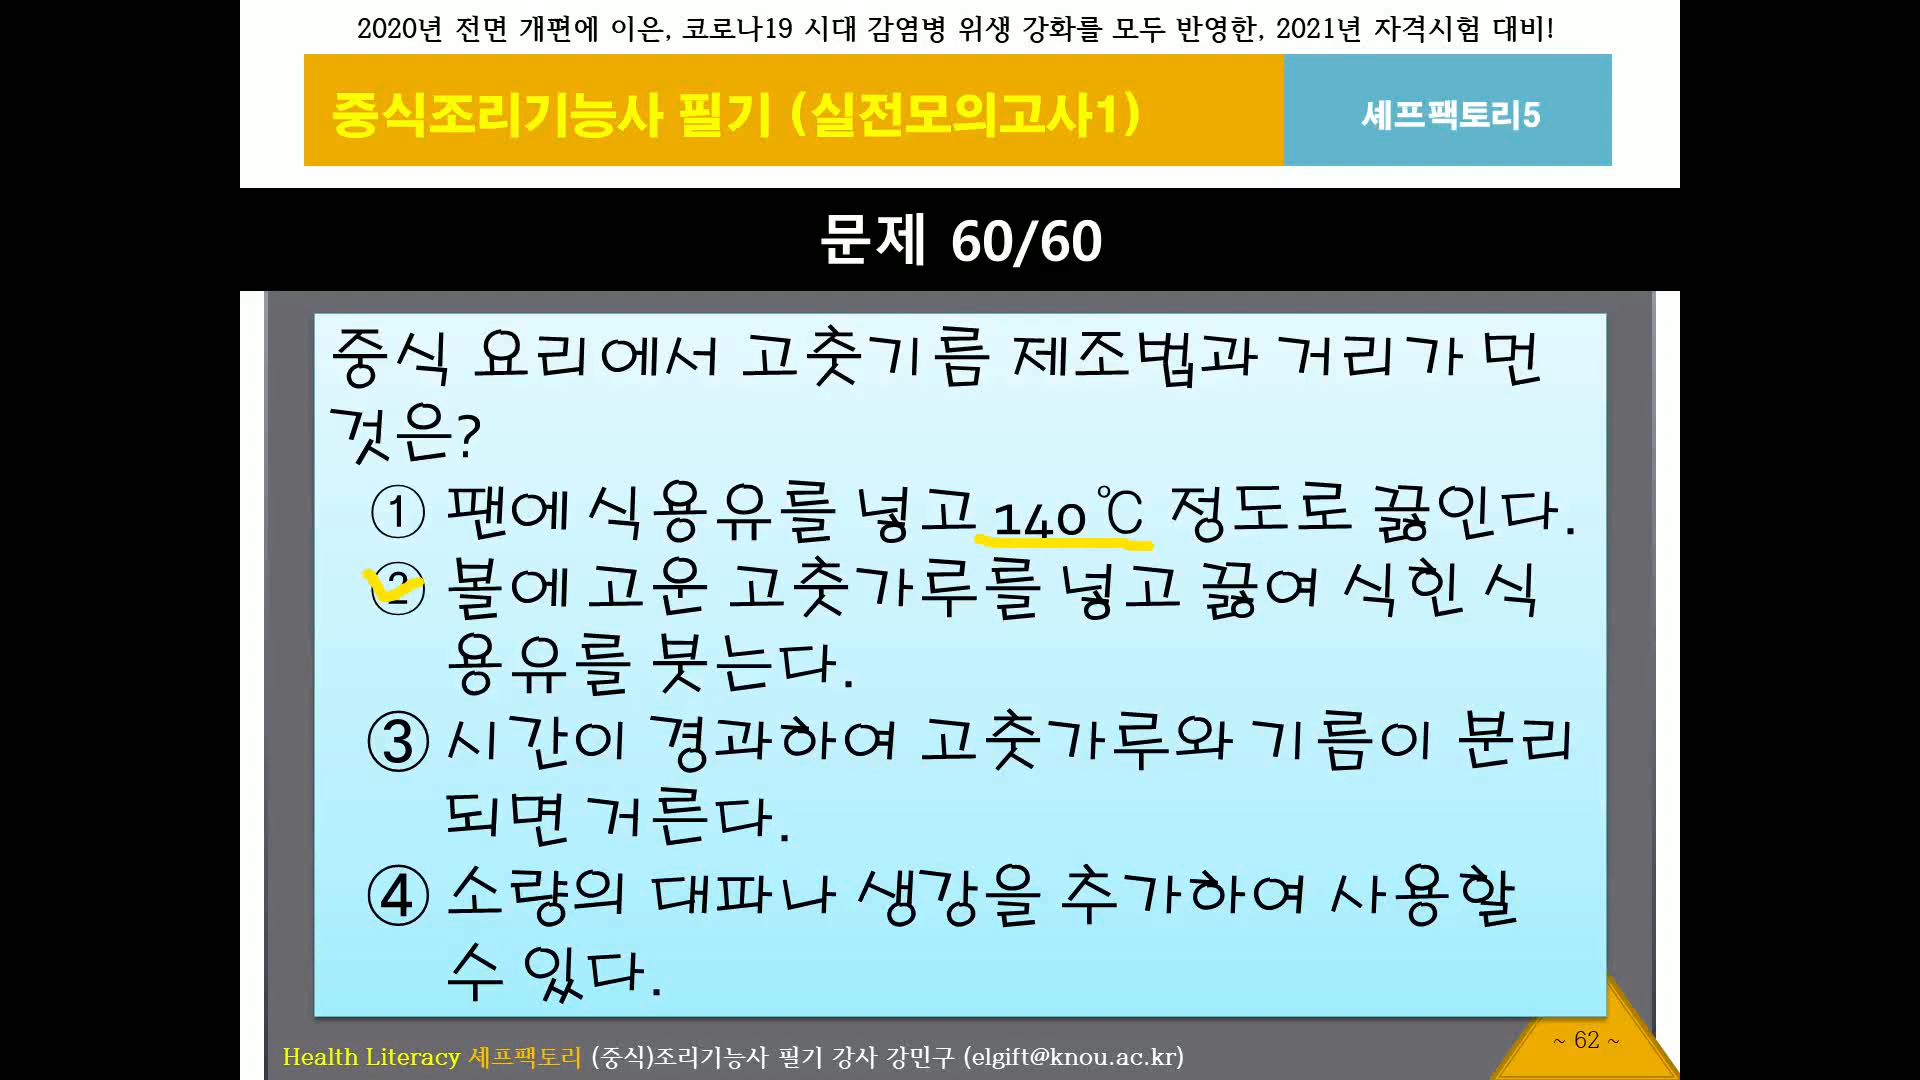 2020년 전면 개편에 이은, 코로나19 시대 감염병 위생 강화를 모두 반영한, 2021년 자격시험 대비!
중식조리기능사 필기 (실전모의고사1)
셰프팩토리5
문제 60/60
중식 요리에서 고춧기름 제조법과 거리가 먼
것은?
① 팬에 식용유를 넣고 140℃ 정도로 끓인다.
② 볼에 고운 고춧가루를 넣고 끓여 식힌 식
용유를 붓는다.
③ 시간이 경과하여 고춧가루와 기름이 분리
되면 거른다.
④ 소량의 대파나 생강을 추가하여 사용할
수 있다.
~ 62 ~
Health Literacy 셰프팩토리 (중식)조리기능사 필기 강사 강민구 (elgift@knou.ac.kr)